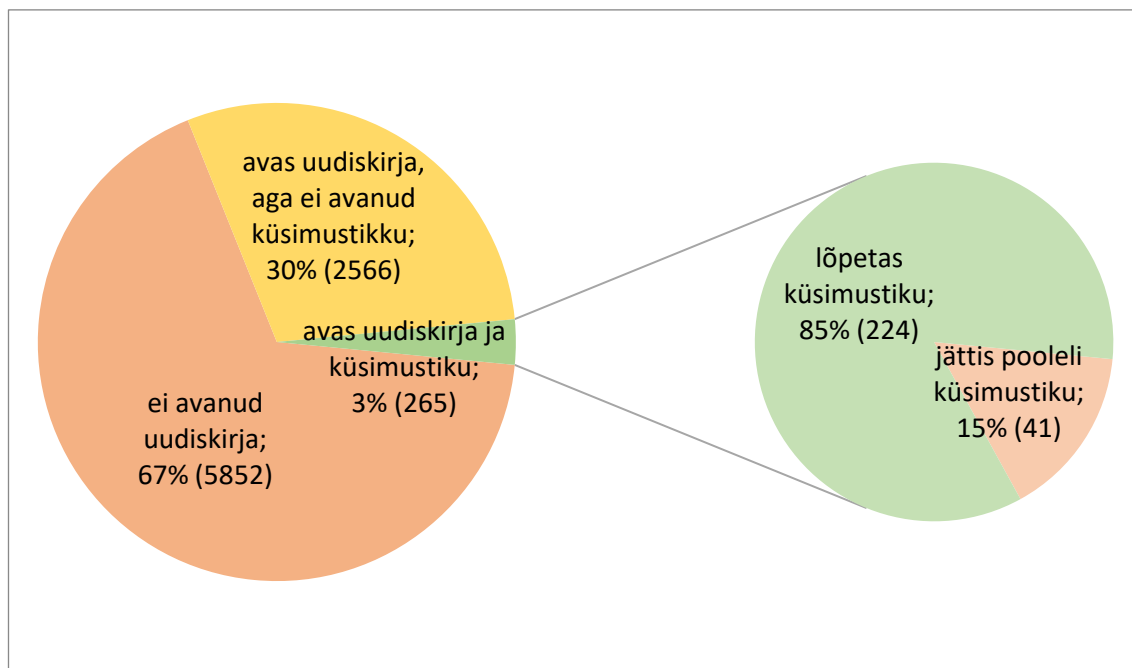 avas uudiskirja,
aga ei avanud
küsimustikku;
30% (2566)
avas uudiskirja ja
küsimustiku;
3% (265)
ei avanud
uudiskirja;
67% (5852)
lõpetas
küsimustiku;
85% (224)
jättis pooleli
küsimustiku;
15% (41)